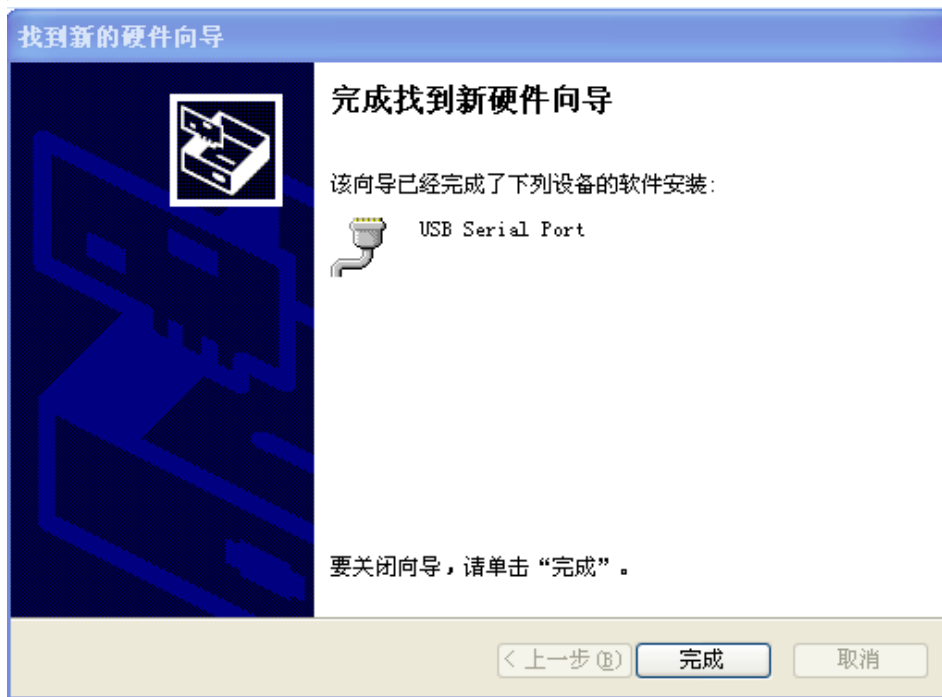 找到新的硬件向导
完成找到新硬件向导
该向导已经完成了下列设备的软件安装:
USB Serial Port
要关闭向导，请单击“完成”。
< 上一步(B)
完成
取消